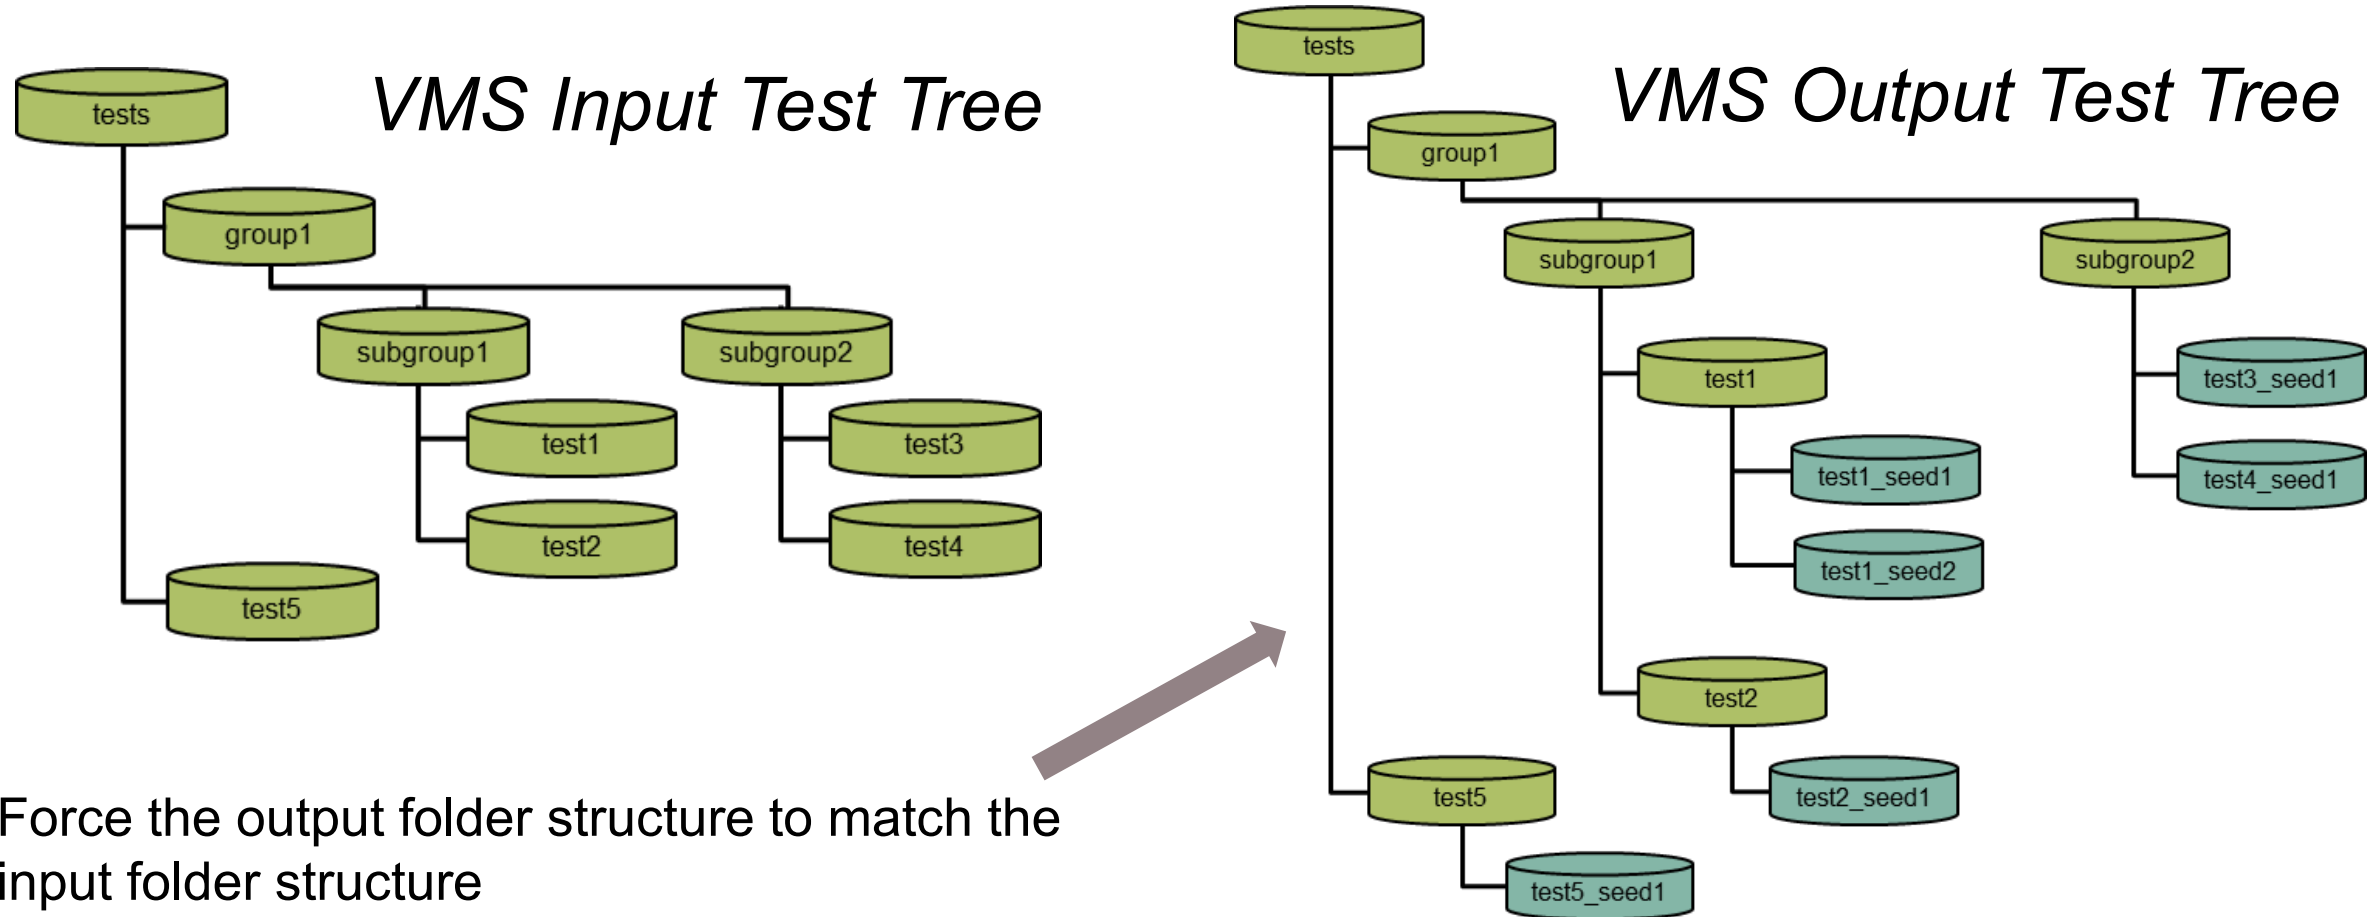 VMS Input Test Tree
tests
group1
subgroup1
subgroup2
test1
test3
test2
test4
test5
Force the output folder structure to match the
input folder structure
VMS Output Test Tree
tests
group1
subgroup1
subgroup2
test1
test3_seed1
test1_seed1
test4_seed1
test1_seed2
test2
test5
test2_seed1
test5_seed1